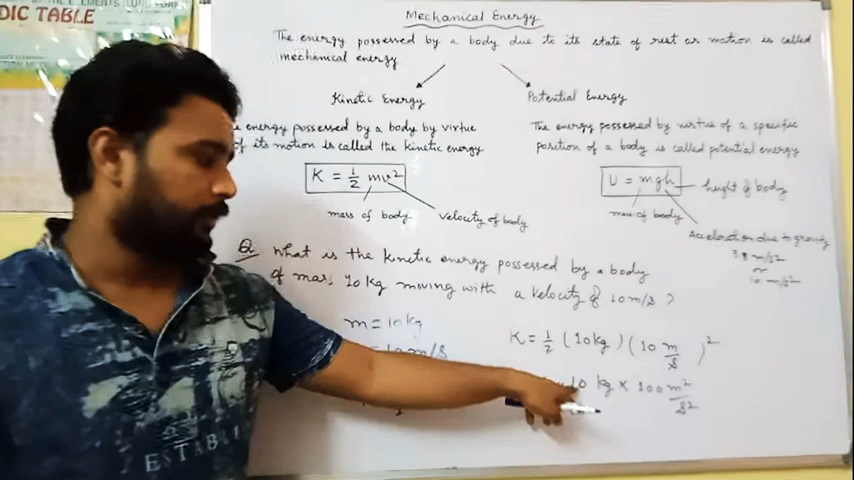 DIC TABLE
Mechanical Energy
The energy possessed by a body due to its state of rest or motion is called
mechanical energy
Kinetic Energy
Potential Energy
energy possessed by a body by virtue
of its motion is called the kinetic energy
The energy possessed by virtue of a specific
position of a body is called potential energy
K = 1/2 mv²
mass of body
velocity of body
U = mgh
height of body
mass of body
Acceleration due to gravity
9.8 m/s²
~
10 m/s²
Q what is the kinetic energy possessed by a body
of mass 10kg moving with a velocity of 10 m/s ?
m = 10kg
10 m/s
K = 1/2 (10kg) (10 m/s)²
10 kg × 100 m²/s²
ESTABL